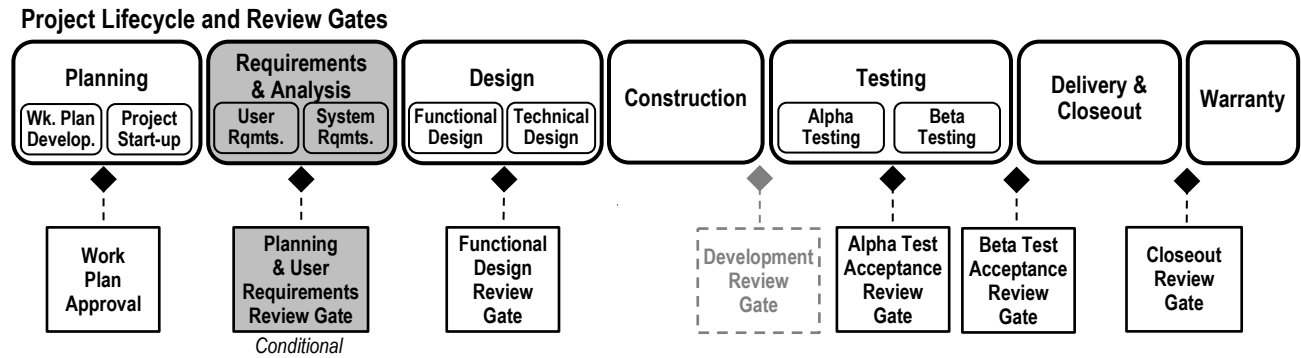 Project Lifecycle and Review Gates
Planning
Wk. Plan
Develop.
Project
Start-up
Requirements
& Analysis
User
Rqmts.
System
Rqmts.
Design
Functional
Design
Technical
Design
Construction
Testing
Alpha
Testing
Beta
Testing
Delivery &
Closeout
Warranty
Work
Plan
Approval
Planning
& User
Requirements
Review Gate
Conditional
Functional
Design
Review
Gate
Development
Review
Gate
Alpha Test
Acceptance
Review
Gate
Beta Test
Acceptance
Review
Gate
Closeout
Review
Gate